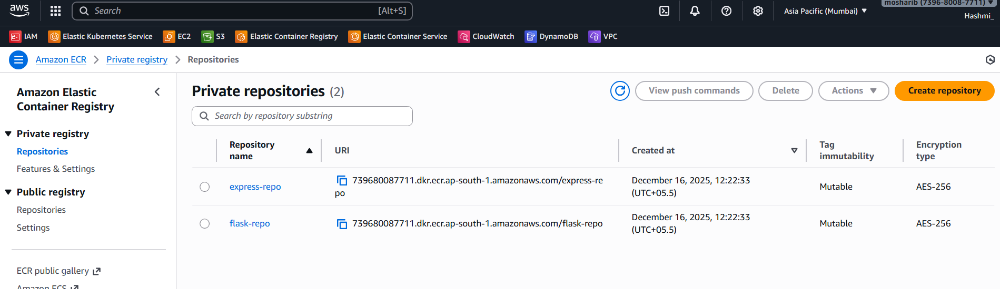 aws
Search [Alt+S]
Asia Pacific (Mumbai)
mosharib (7396-8008-7711)
Hashmi_
IAM Elastic Kubernetes Service EC2 S3 Elastic Container Registry Elastic Container Service CloudWatch DynamoDB VPC
Amazon ECR Private registry Repositories
Amazon Elastic
Container Registry
Private registry
Repositories
Features & Settings
Public registry
Repositories
Settings
ECR public gallery
Amazon ECS
Private repositories (2)
View push commands Delete Actions Create repository
Search by repository substring
Repository
name
URI
Created at
Tag
immutability
Encryption
type
express-repo
739680087711.dkr.ecr.ap-south-1.amazonaws.com/express-re
po
December 16, 2025, 12:22:33
(UTC+05.5)
Mutable
AES-256
flask-repo
739680087711.dkr.ecr.ap-south-1.amazonaws.com/flask-repo
December 16, 2025, 12:22:33
(UTC+05.5)
Mutable
AES-256